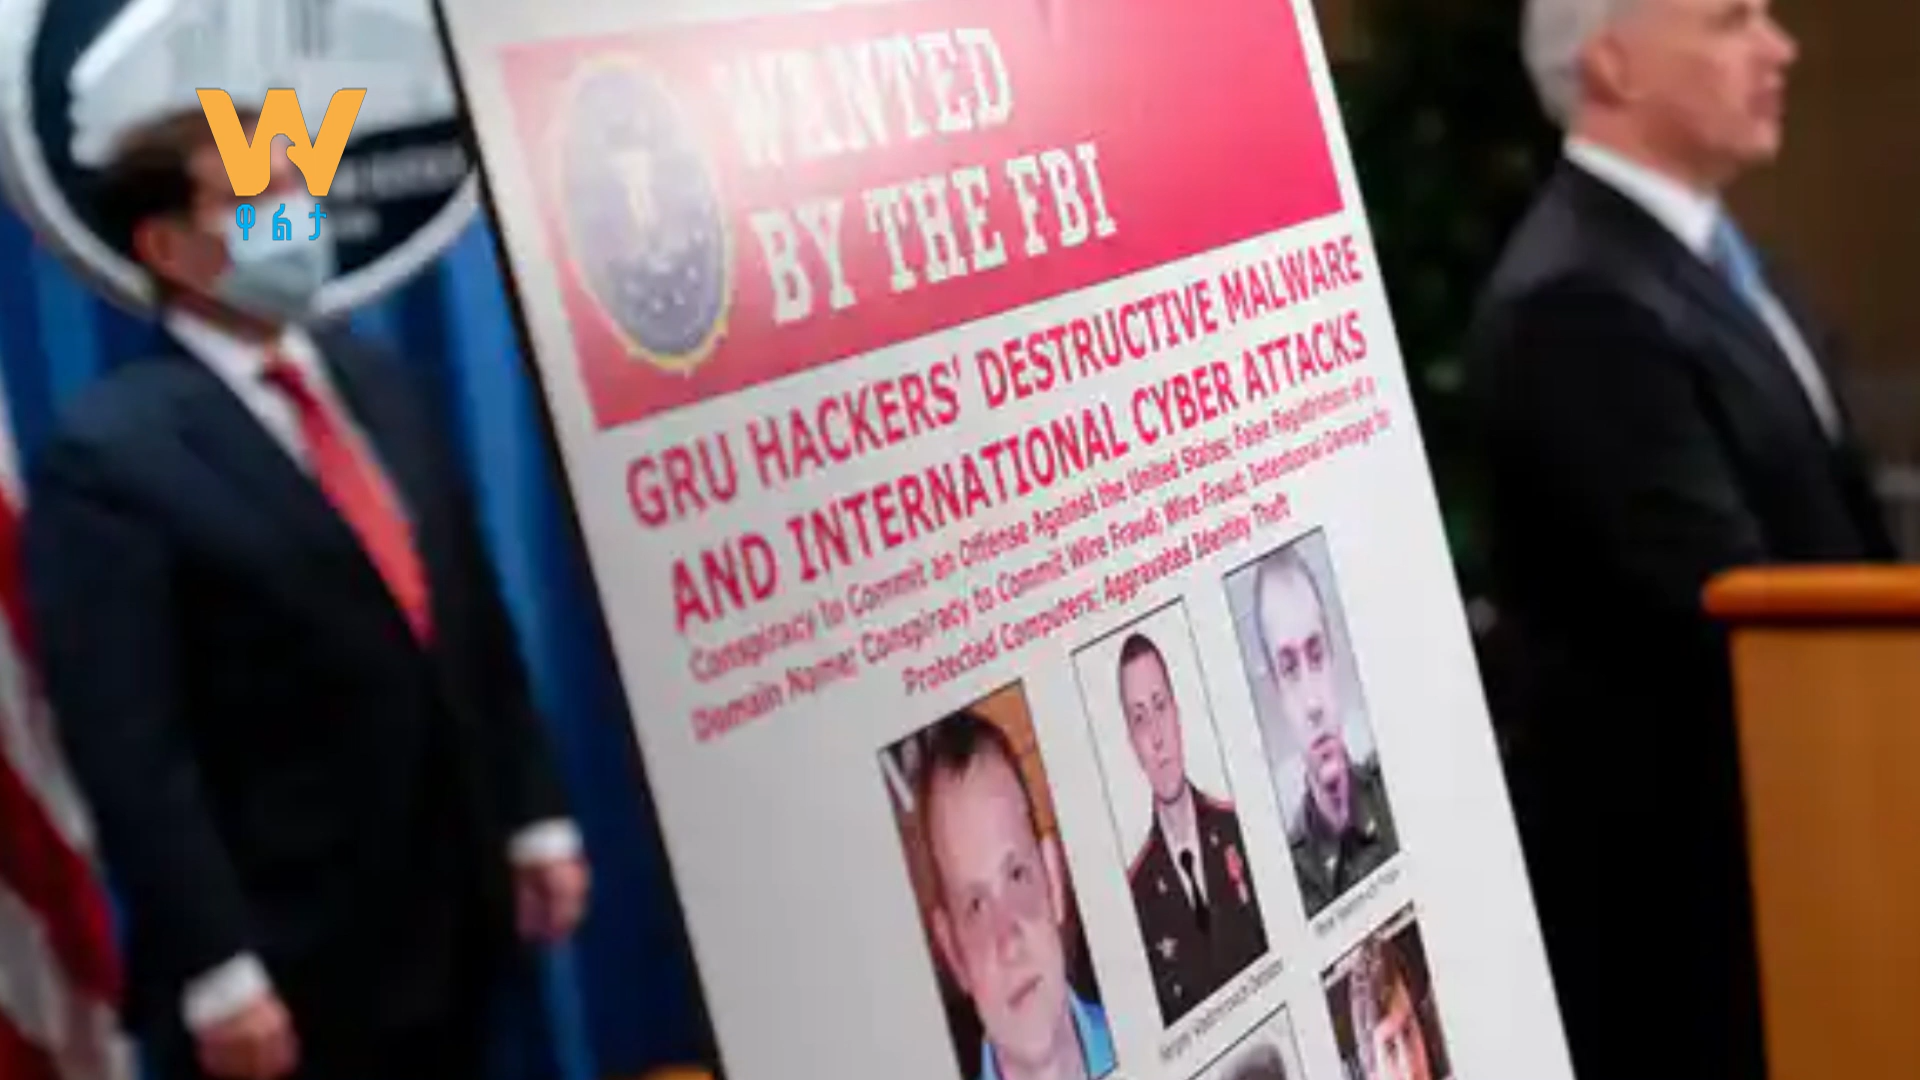 W
ዋልታ
WANTED
BY THE FBI
GRU HACKERS' DESTRUCTIVE MALWARE
AND INTERNATIONAL CYBER ATTACKS
Conspiracy to Commit an Offense Against the United States; False Registration of a
Domain Name; Conspiracy to Commit Wire Fraud; Wire Fraud; Intentional Damage to
Protected Computers; Aggravated Identity Theft